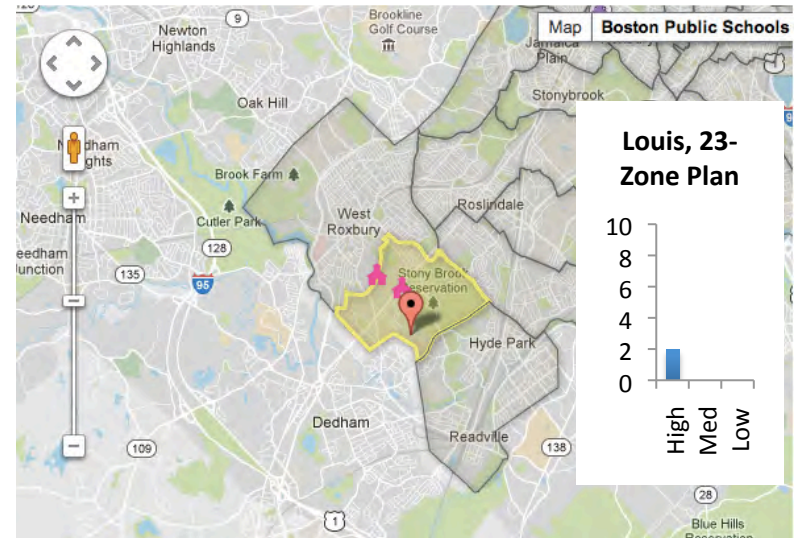 9
Brookline
Golf Course
Newton
Highlands
Map
Boston Public Schools
Jamaica
Plain
Oak Hill
Stonybrook
Brook Farm
Needham
Cutler Park
West
Roxbury
Roslindale
128
135
95
Junction
Stony Brook
Hyde Park
Dedham
Readville
109
138
1
28
Blue Hills
Louis, 23-
Zone Plan
10
8
6
4
2
0
High
Med
Low